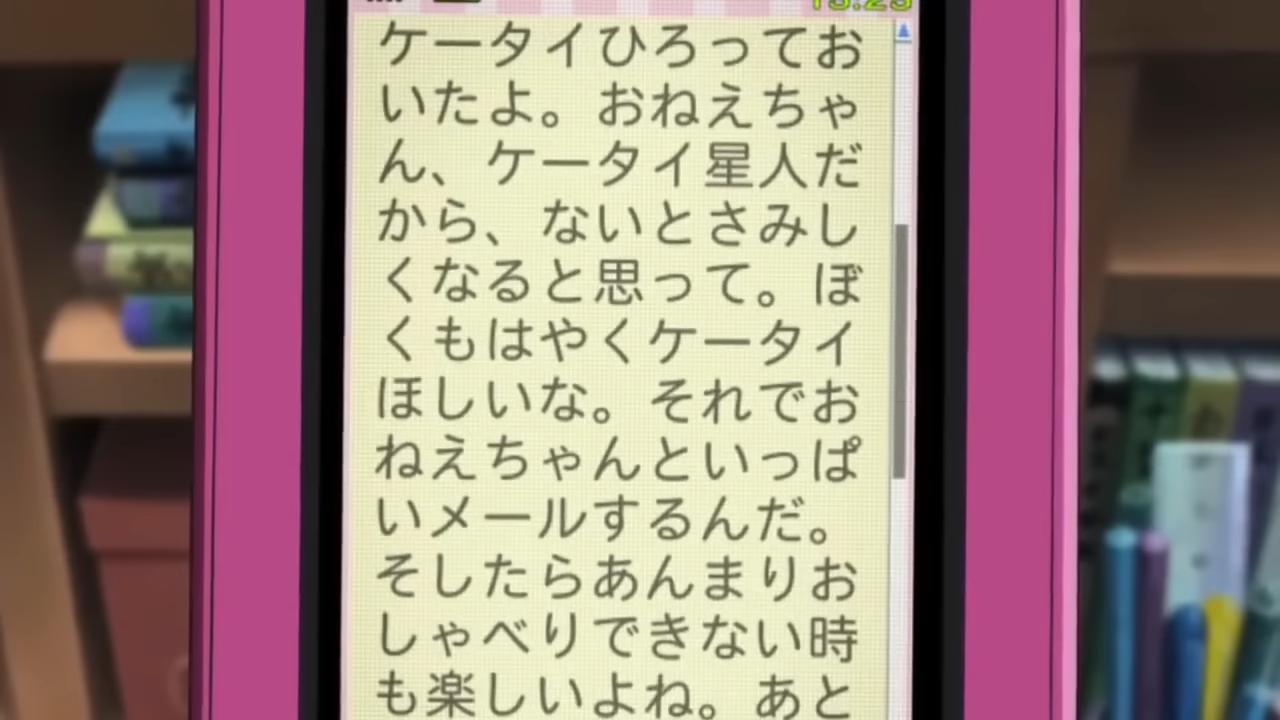 ケータイひろってお
いたよ。おねえちゃ
ん、ケータイ星人だ
から、ないとさみし
くなると思って。ぼ
くもはやくケータイ
ほしいな。それでお
ねえちゃんといっぱ
いメールするんだ。
そしたらあんまりお
しゃべりできない時
も楽しいよね。あと